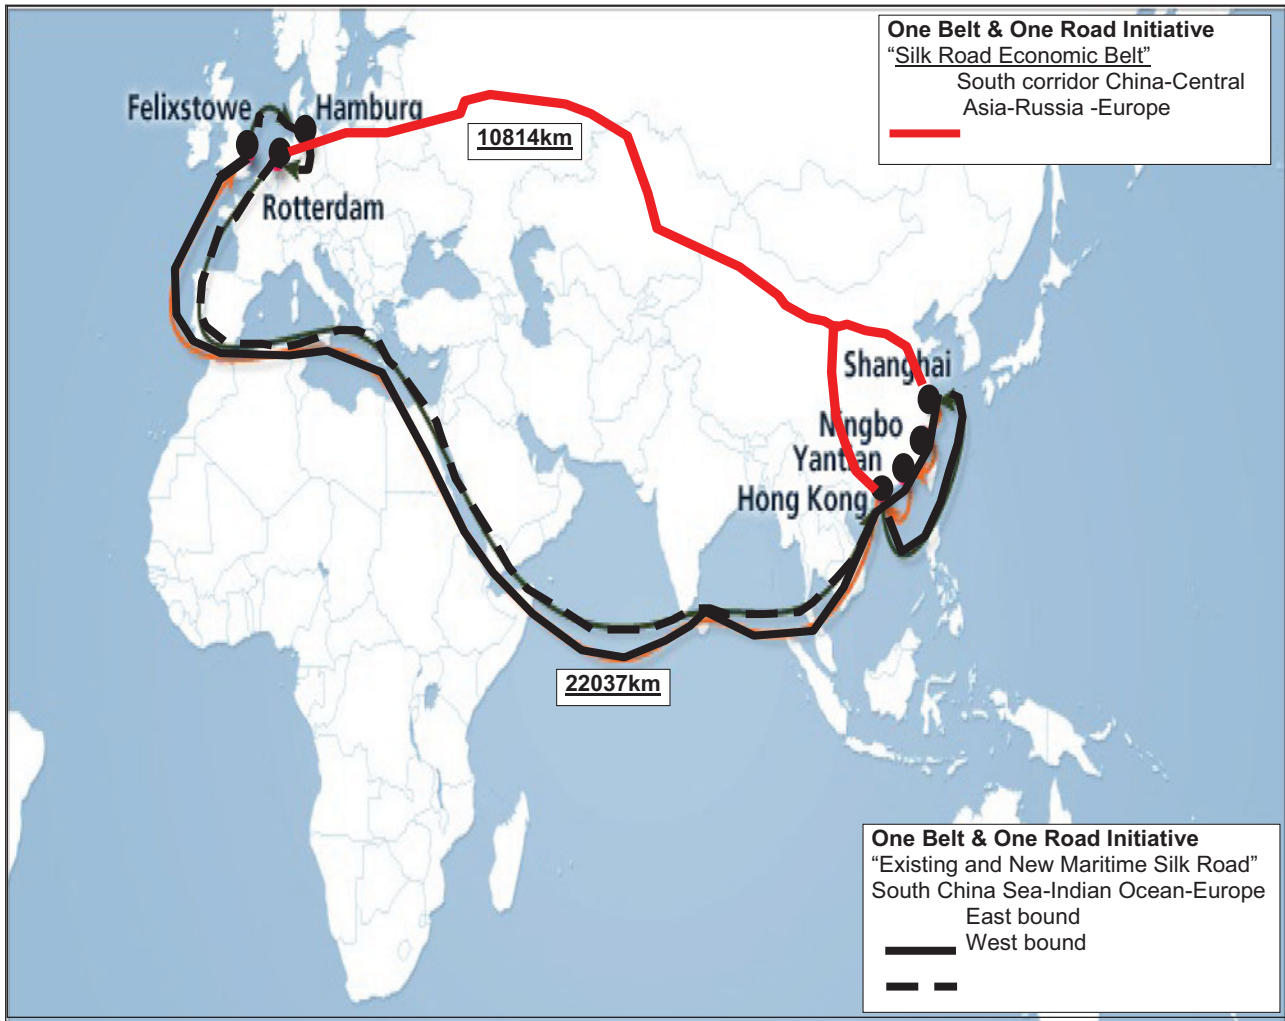 One Belt & One Road Initiative
“Silk Road Economic Belt”
South corridor China-Central
Asia-Russia -Europe
Felixstowe
Hamburg
10814km
Rotterdam
Shanghai
Ningbo
Yantian
Hong Kong
22037km
One Belt & One Road Initiative
“Existing and New Maritime Silk Road”
South China Sea-Indian Ocean-Europe
East bound
West bound